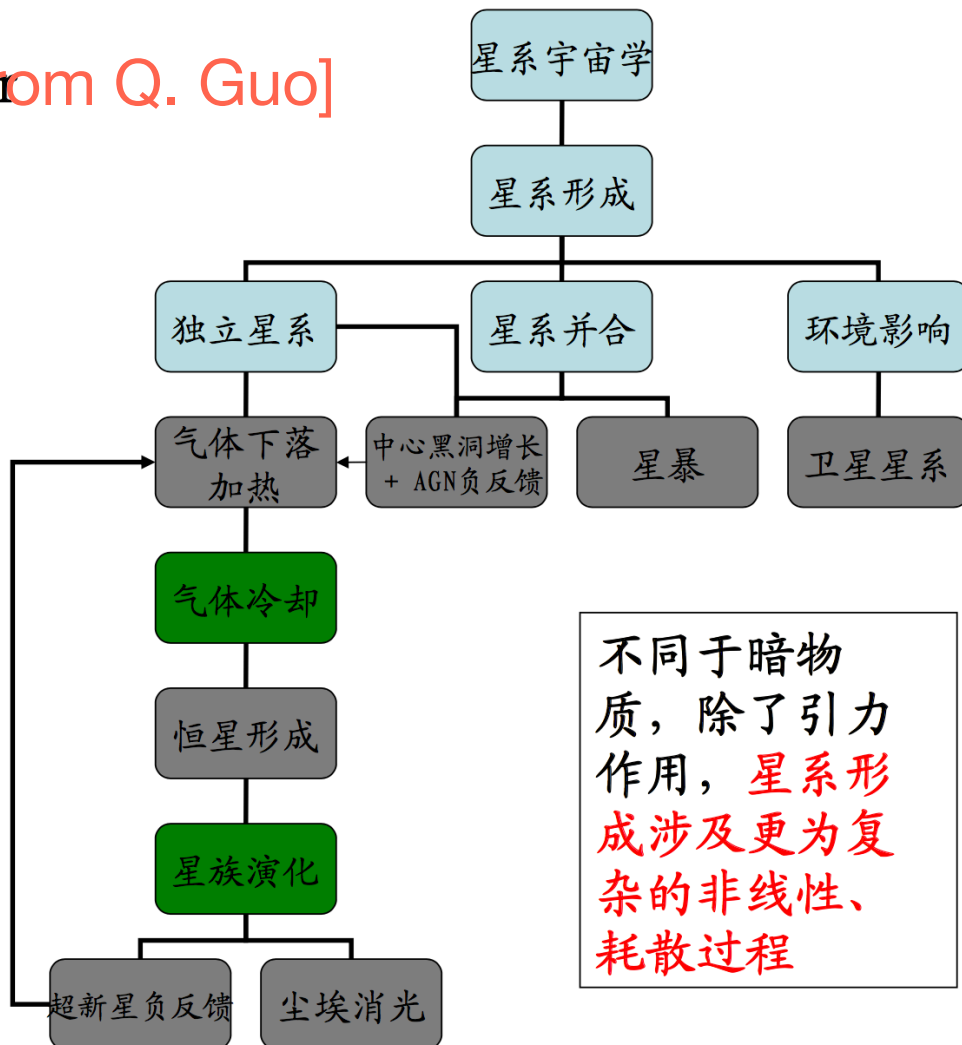 rom Q. Guo]
星系宇宙学
星系形成
独立星系
星系并合
环境影响
气体下落
加热
中心黑洞增长
+ AGN负反馈
星暴
卫星星系
气体冷却
恒星形成
星族演化
超新星负反馈
尘埃消光
不同于暗物
质，除了引力
作用，星系形
成涉及更为复
杂的非线性、
耗散过程